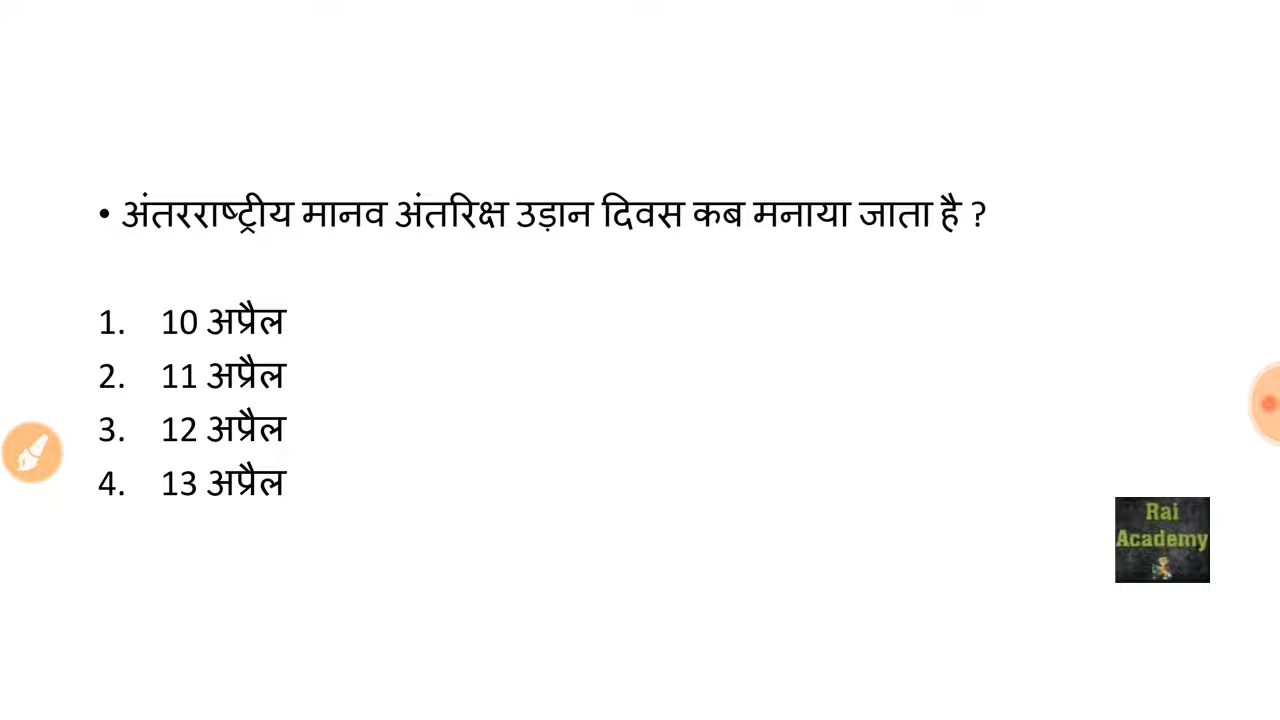 • अंतरराष्ट्रीय मानव अंतरिक्ष उड़ान दिवस कब मनाया जाता है ?
1. 10 अप्रैल
2. 11 अप्रैल
3. 12 अप्रैल
4. 13 अप्रैल
Rai
Academy